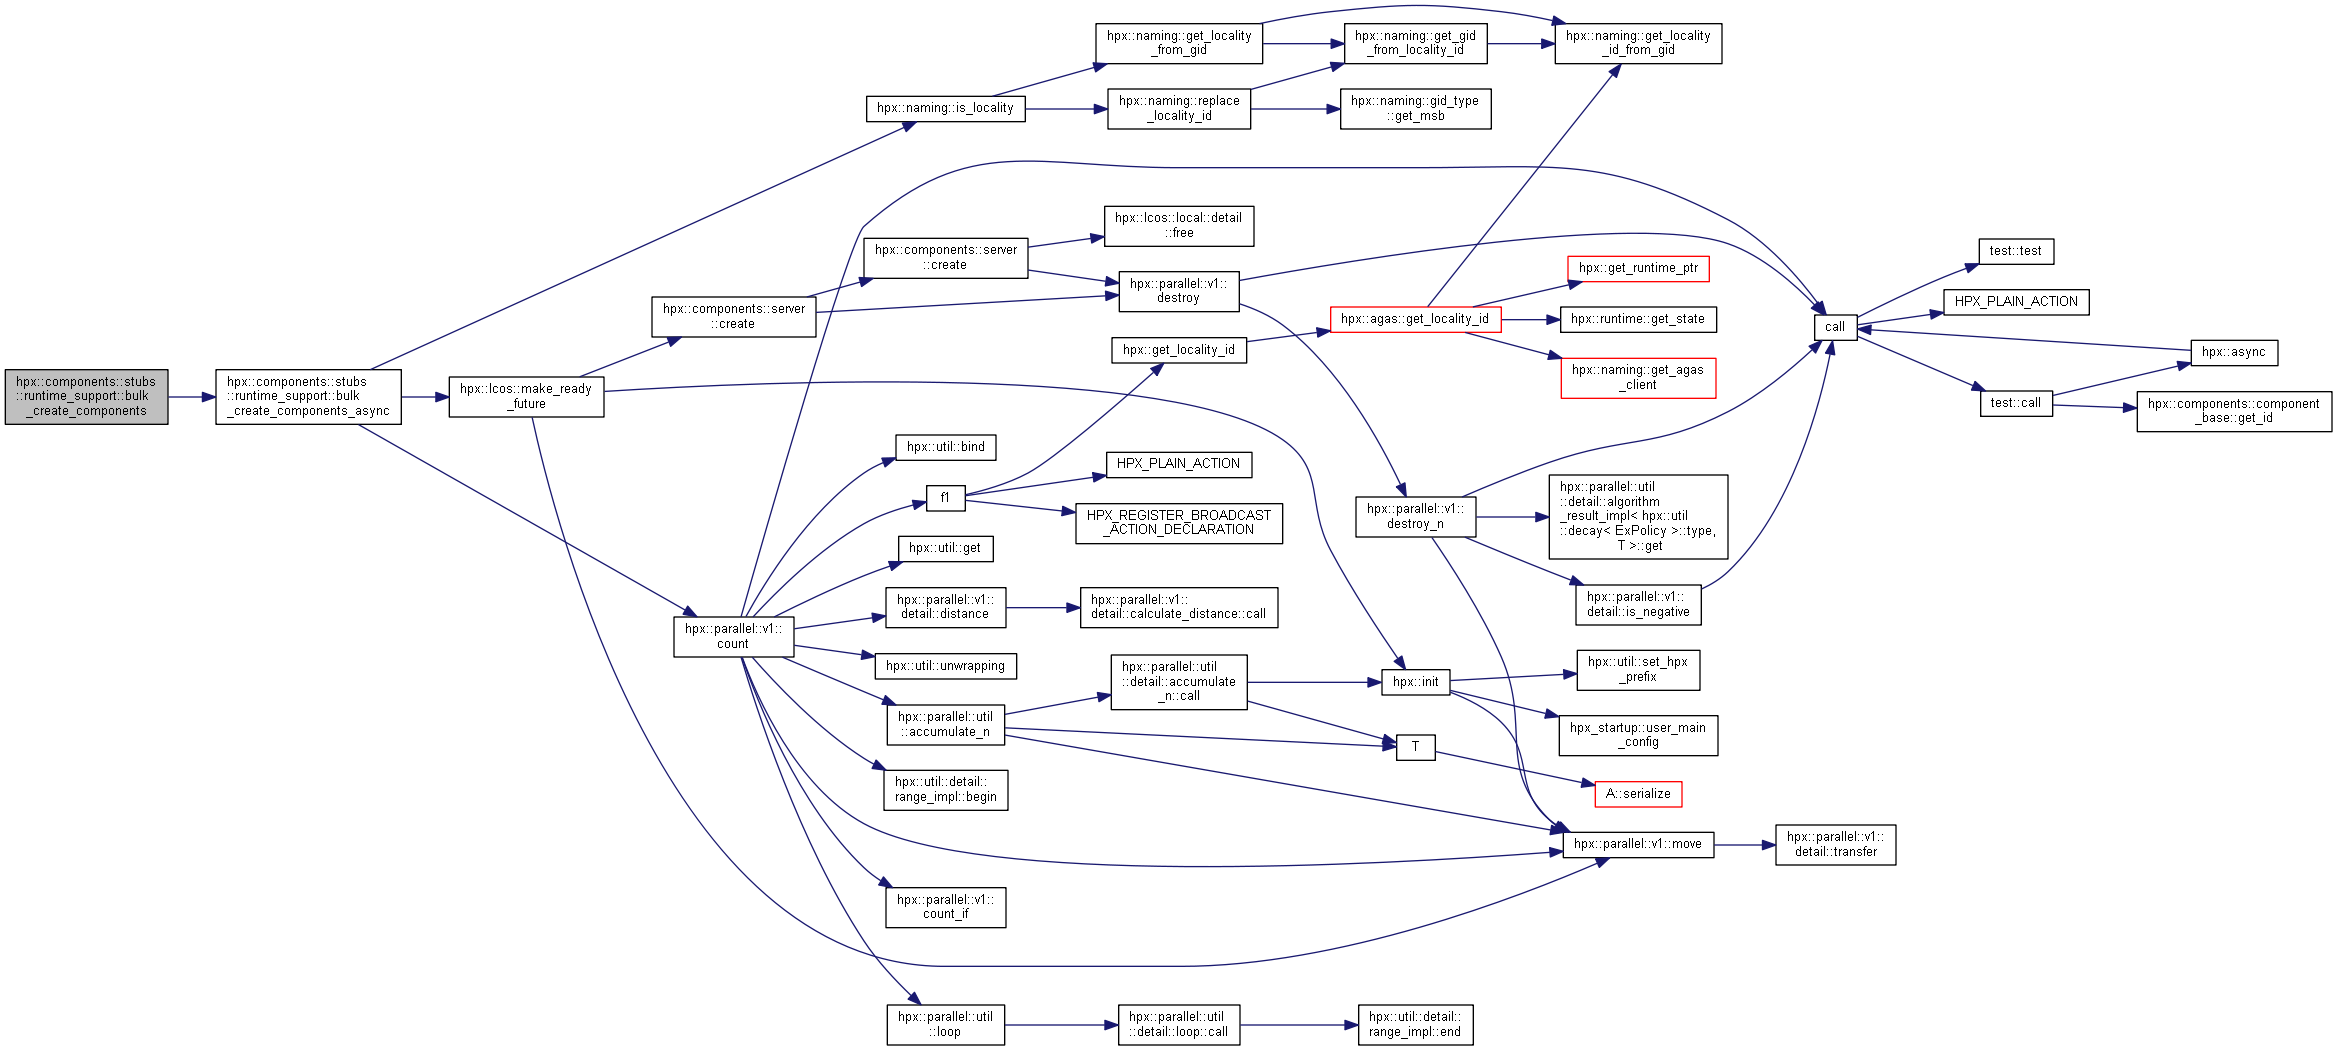 hpx::components::stubs
::runtime_support::bulk
_create_components
hpx::components::stubs
::runtime_support::bulk
_create_components_async
hpx::naming::is_locality
hpx::lcos::make_ready
_future
hpx::parallel::v1::
count
hpx::naming::get_locality
_from_gid
hpx::naming::replace
_locality_id
hpx::naming::get_gid
_from_locality_id
hpx::naming::gid_type
::get_msb
hpx::naming::get_locality
_id_from_gid
hpx::components::server
::create
hpx::components::server
::create
hpx::lcos::local::detail
::free
hpx::parallel::v1::
destroy
hpx::get_locality_id
hpx::agas::get_locality_id
hpx::get_runtime_ptr
hpx::runtime::get_state
hpx::naming::get_agas
_client
call
test::test
HPX_PLAIN_ACTION
test::call
hpx::async
hpx::components::component
_base::get_id
hpx::util::bind
f1
HPX_PLAIN_ACTION
HPX_REGISTER_BROADCAST
_ACTION_DECLARATION
hpx::util::get
hpx::parallel::v1::
detail::distance
hpx::parallel::v1::
detail::calculate_distance::call
hpx::parallel::v1::
destroy_n
hpx::parallel::util
::detail::algorithm
_result_impl< hpx::util
::decay< ExPolicy >::type,
T >::get
hpx::parallel::v1::
detail::is_negative
hpx::util::unwrapping
hpx::parallel::util
::accumulate_n
hpx::parallel::util
::detail::accumulate
_n::call
hpx::init
T
hpx::util::set_hpx
_prefix
hpx_startup::user_main
_config
A::serialize
hpx::util::detail::
range_impl::begin
hpx::parallel::v1::move
hpx::parallel::v1::
detail::transfer
hpx::parallel::v1::
count_if
hpx::parallel::util
::loop
hpx::parallel::util
::detail::loop::call
hpx::util::detail::
range_impl::end